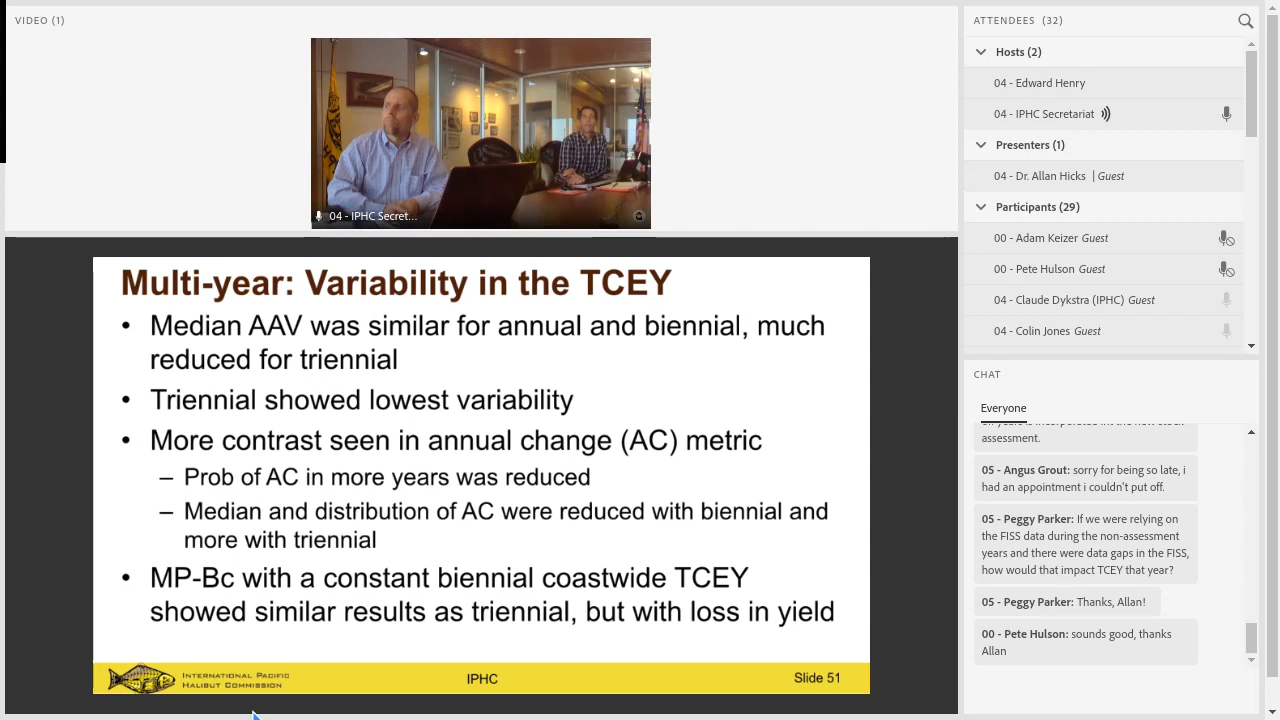 VIDEO (1)
04 - IPHC Secret...
Multi-year: Variability in the TCEY
• Median AAV was similar for annual and biennial, much
reduced for triennial
• Triennial showed lowest variability
• More contrast seen in annual change (AC) metric
– Prob of AC in more years was reduced
– Median and distribution of AC were reduced with biennial and
more with triennial
• MP-Bc with a constant biennial coastwide TCEY
showed similar results as triennial, but with loss in yield
INTERNATIONAL PACIFIC
HALIBUT COMMISSION
IPHC
Slide 51
ATTENDEES (32)
Hosts (2)
04 - Edward Henry
04 - IPHC Secretariat
Presenters (1)
04 - Dr. Allan Hicks | Guest
Participants (29)
00 - Adam Keizer Guest
00 - Pete Hulson Guest
04 - Claude Dykstra (IPHC) Guest
04 - Colin Jones Guest
CHAT
Everyone
assessment.
05 - Angus Grout: sorry for being so late, i
had an appointment i couldn't put off.
05 - Peggy Parker: If we were relying on
the FISS data during the non-assessment
years and there were data gaps in the FISS,
how would that impact TCEY that year?
05 - Peggy Parker: Thanks, Allan!
00 - Pete Hulson: sounds good, thanks
Allan